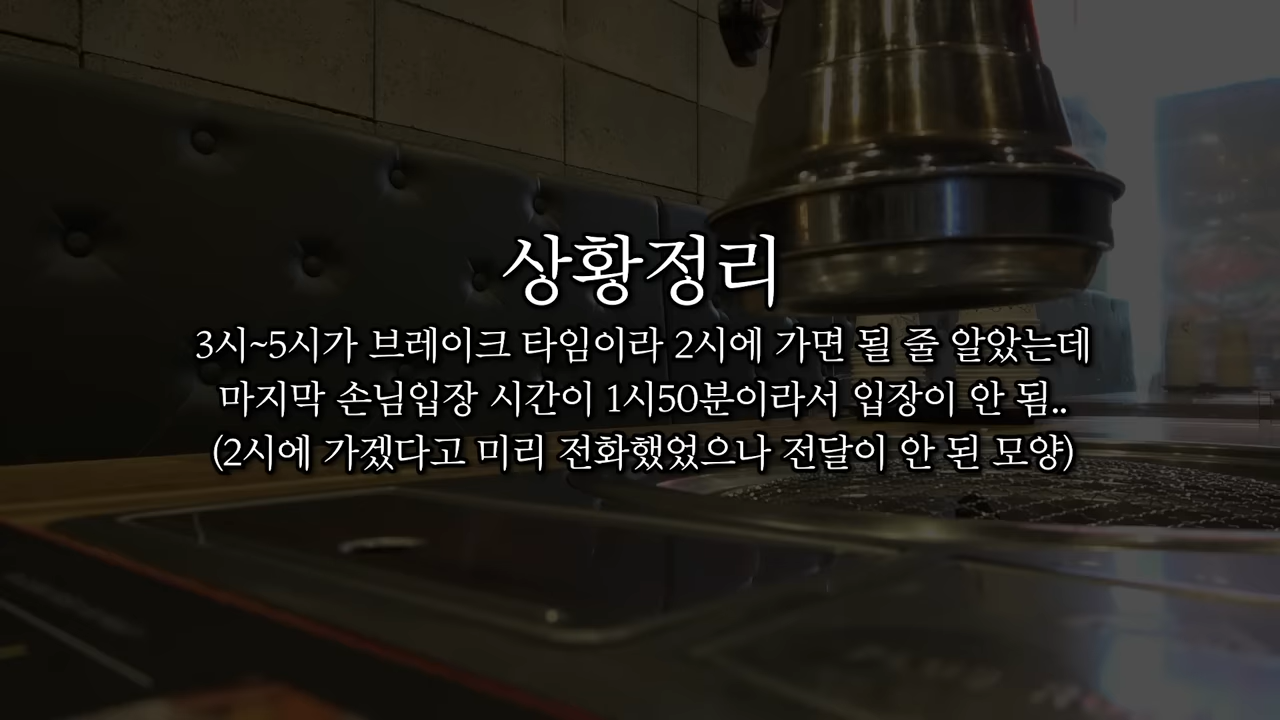 상황정리
3시~5시가 브레이크 타임이라 2시에 가면 될 줄 알았는데
마지막 손님입장 시간이 1시50분이라서 입장이 안 됨..
(2시에 가겠다고 미리 전화했었으나 전달이 안 된 모양)